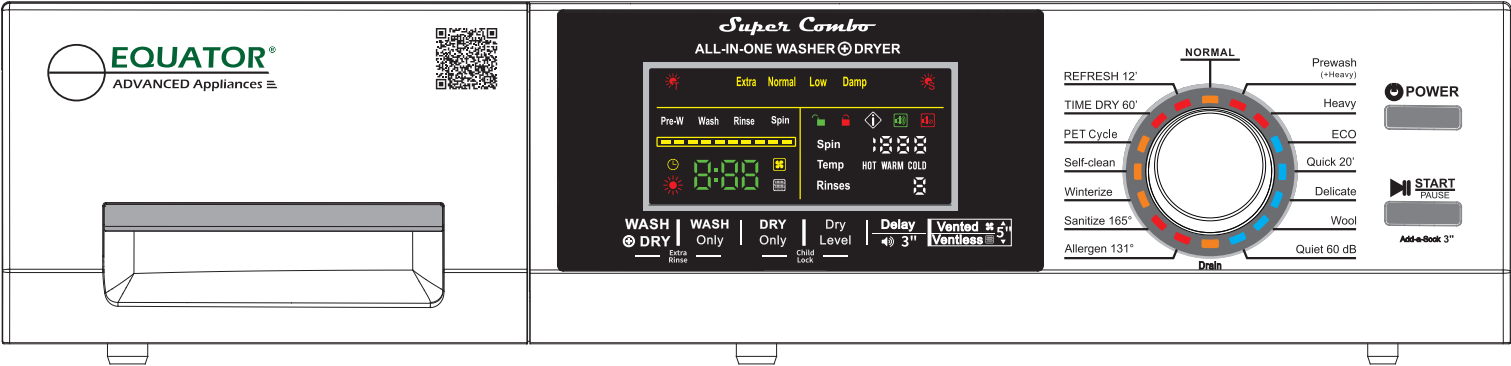 EQUATOR®
ADVANCED Appliances
Super Combo
ALL-IN-ONE WASHER DRYER
Extra Normal Low Damp
Pre-W Wash Rinse Spin
Spin 1888
Temp HOT WARM COLD
Rinses 8
8:88
WASH DRY
WASH Only
DRY Only
Dry Level
Delay 3"
Vented
Ventless
5"
Extra Rinse
Child Lock
NORMAL
REFRESH 12'
TIME DRY 60'
PET Cycle
Self-clean
Winterize
Sanitize 165°
Allergen 131°
Drain
Prewash
(+Heavy)
Heavy
ECO
Quick 20'
Delicate
Wool
Quiet 60 dB
POWER
START
PAUSE
Add-a-Sock 3"